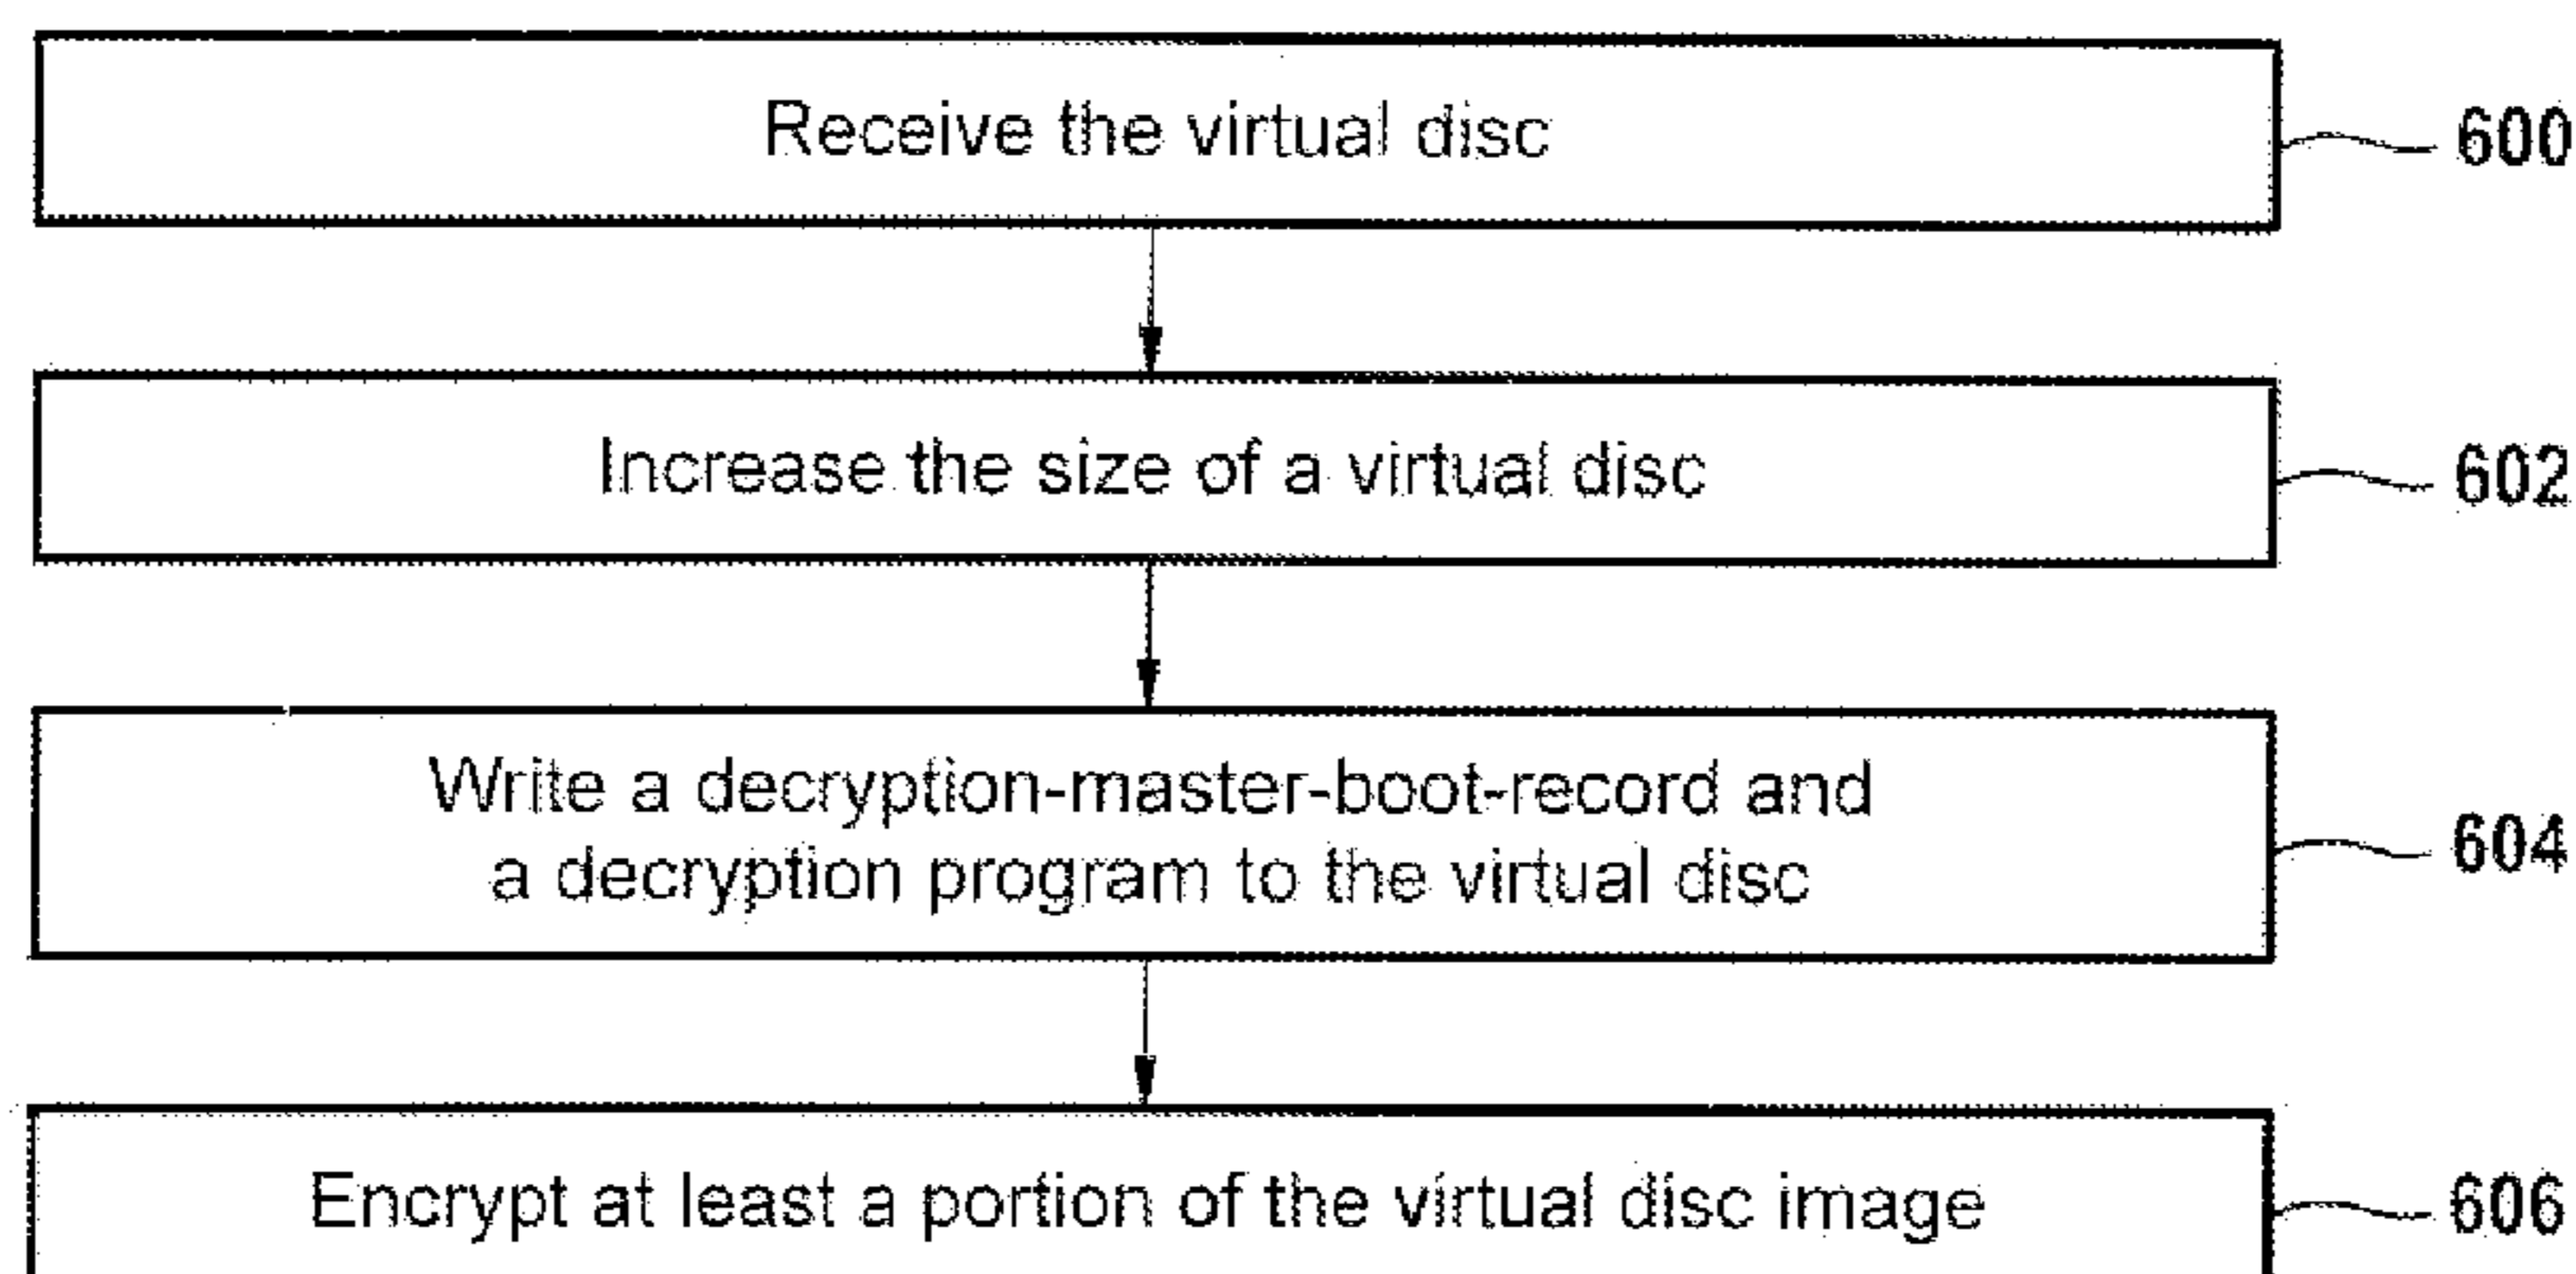 Receive the virtual disc
600
Increase the size of a virtual disc
602
Write a decryption-master-boot-record and
a decryption program to the virtual disc
604
Encrypt at least a portion of the virtual disc image
606